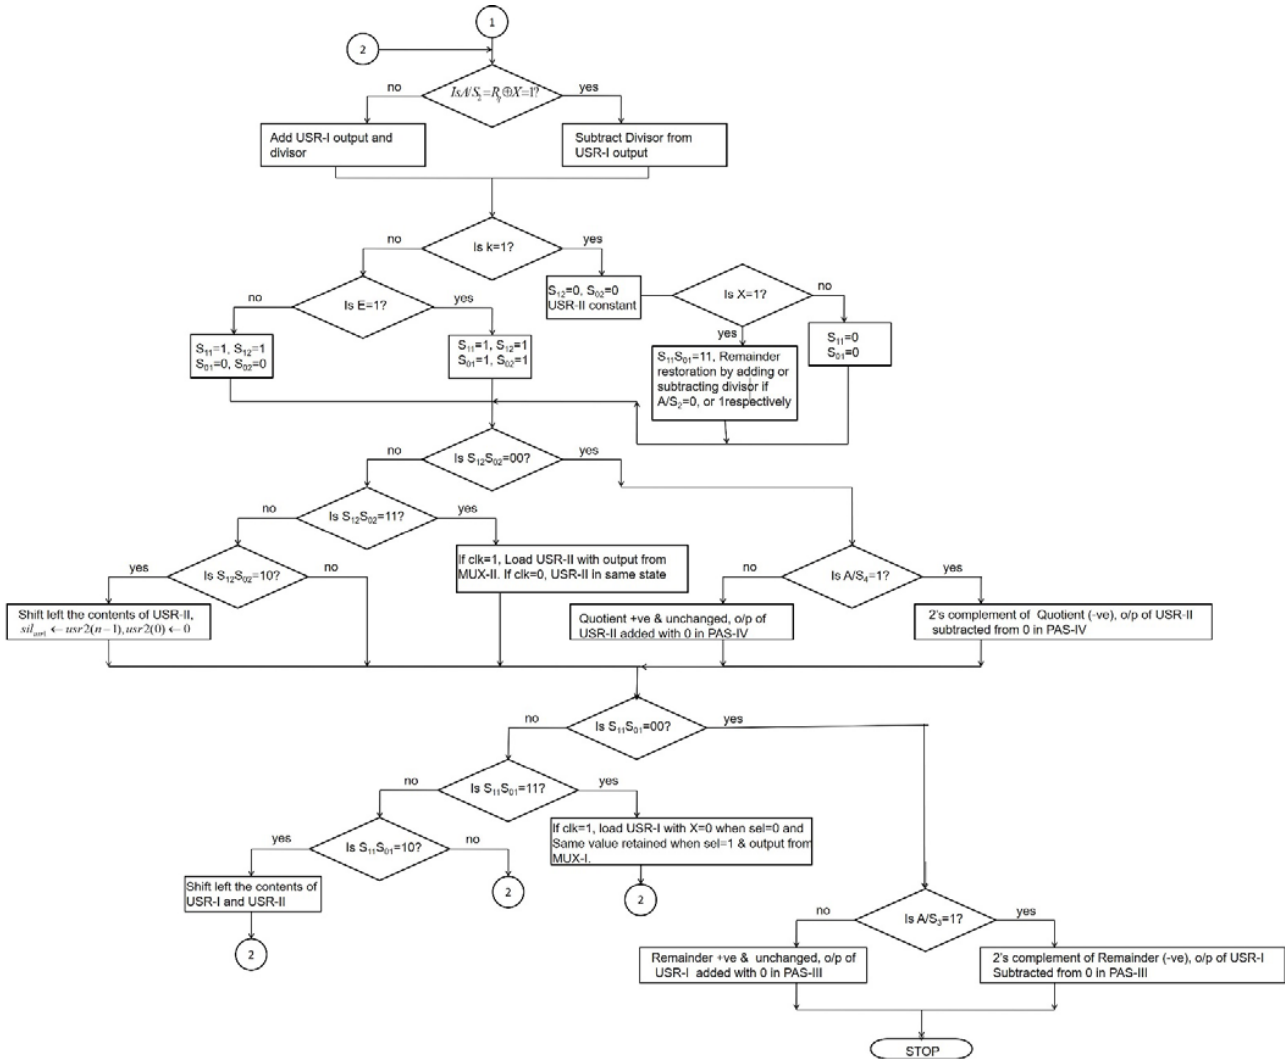 1
2
IsA/S₂=Rᵧ⊕X=1?
no
yes
Add USR-I output and
divisor
Subtract Divisor from
USR-I output
Is k=1?
no
yes
Is E=1?
no
yes
S₁₂=0, S₀₂=0
USR-II constant
Is X=1?
no
yes
S₁₁=1, S₁₂=1
S₀₁=0, S₀₂=0
S₁₁=1, S₁₂=1
S₀₁=1, S₀₂=1
S₁₁S₀₁=11, Remainder
restoration by adding or
subtracting divisor if
A/S₂=0, or 1respectively
S₁₁=0
S₀₁=0
Is S₁₂S₀₂=00?
no
yes
Is S₁₂S₀₂=11?
no
yes
Is S₁₂S₀₂=10?
yes
no
If clk=1, Load USR-II with output from
MUX-II. If clk=0, USR-II in same state
Is A/S₄=1?
no
yes
Shift left the contents of USR-II,
sil ← usr2(n−1),usr2(0) ← 0
Quotient +ve & unchanged, o/p of
USR-II added with 0 in PAS-IV
2's complement of Quotient (-ve), o/p of USR-II
subtracted from 0 in PAS-IV
Is S₁₁S₀₁=00?
no
yes
Is S₁₁S₀₁=11?
no
yes
Is S₁₁S₀₁=10?
yes
no
If clk=1, load USR-I with X=0 when sel=0 and
Same value retained when sel=1 & output from
MUX-I.
Shift left the contents of
USR-I and USR-II
2
2
2
Is A/S₃=1?
no
yes
Remainder +ve & unchanged, o/p of
USR-I added with 0 in PAS-III
2's complement of Remainder (-ve), o/p of USR-I
Subtracted from 0 in PAS-III
STOP